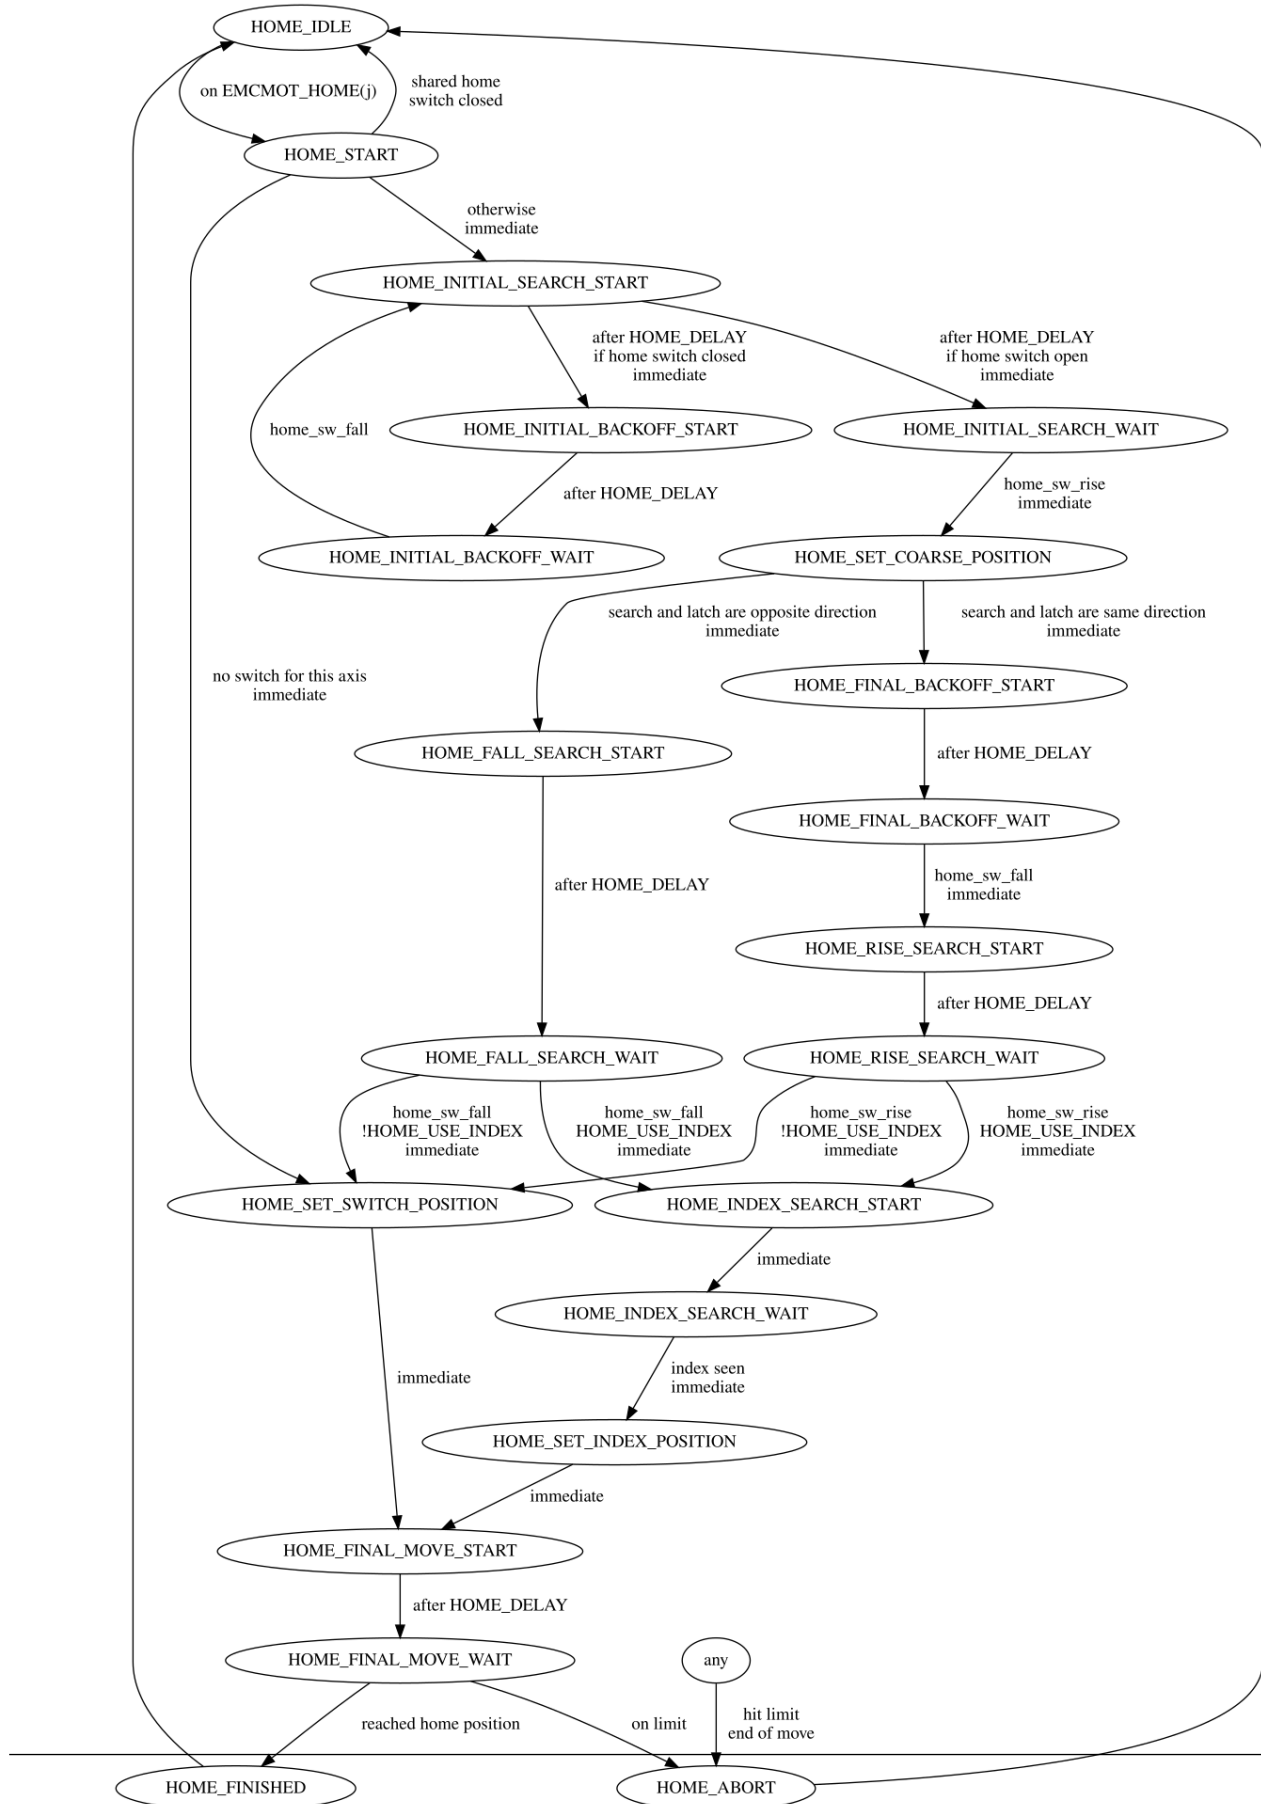 HOME_IDLE
on EMCMOT_HOME(j)
shared home
switch closed
HOME_START
otherwise
immediate
HOME_INITIAL_SEARCH_START
after HOME_DELAY
if home switch closed
immediate
after HOME_DELAY
if home switch open
immediate
home_sw_fall
HOME_INITIAL_BACKOFF_START
HOME_INITIAL_SEARCH_WAIT
after HOME_DELAY
home_sw_rise
immediate
HOME_INITIAL_BACKOFF_WAIT
HOME_SET_COARSE_POSITION
search and latch are opposite direction
immediate
search and latch are same direction
immediate
no switch for this axis
immediate
HOME_FINAL_BACKOFF_START
HOME_FALL_SEARCH_START
after HOME_DELAY
HOME_FINAL_BACKOFF_WAIT
after HOME_DELAY
home_sw_fall
immediate
HOME_RISE_SEARCH_START
after HOME_DELAY
HOME_FALL_SEARCH_WAIT
HOME_RISE_SEARCH_WAIT
home_sw_fall
!HOME_USE_INDEX
immediate
home_sw_fall
HOME_USE_INDEX
immediate
home_sw_rise
!HOME_USE_INDEX
immediate
home_sw_rise
HOME_USE_INDEX
immediate
HOME_SET_SWITCH_POSITION
HOME_INDEX_SEARCH_START
immediate
HOME_INDEX_SEARCH_WAIT
immediate
index seen
immediate
HOME_SET_INDEX_POSITION
immediate
HOME_FINAL_MOVE_START
after HOME_DELAY
HOME_FINAL_MOVE_WAIT
any
reached home position
on limit
hit limit
end of move
HOME_FINISHED
HOME_ABORT